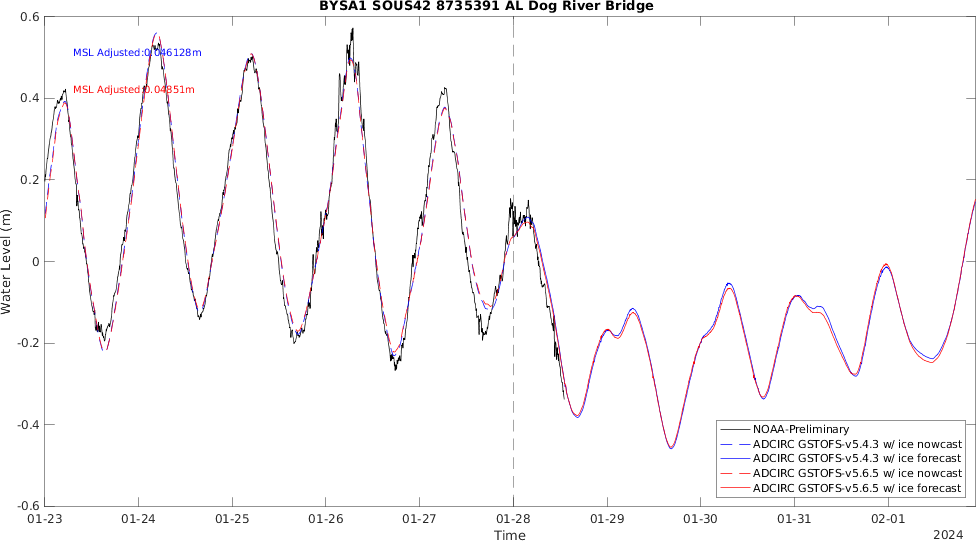 BYSA1 SOUS42 8735391 AL Dog River Bridge
0.6
MSL Adjusted:0.046128m
MSL Adjusted:0.04851m
0.4
0.2
0
-0.2
-0.4
-0.6
Water Level (m)
NOAA-Preliminary
ADCIRC GSTOFS-v5.4.3 w/ ice nowcast
ADCIRC GSTOFS-v5.4.3 w/ ice forecast
ADCIRC GSTOFS-v5.6.5 w/ ice nowcast
ADCIRC GSTOFS-v5.6.5 w/ ice forecast
01-23 01-24 01-25 01-26 01-27 01-28 01-29 01-30 01-31 02-01
Time
2024